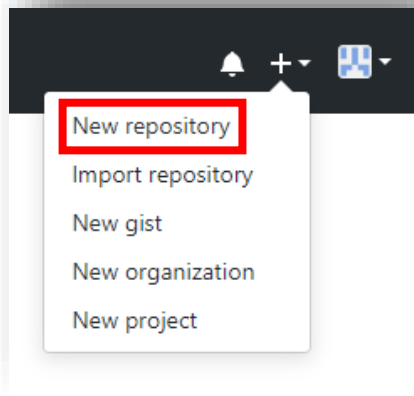 New repository
Import repository
New gist
New organization
New project